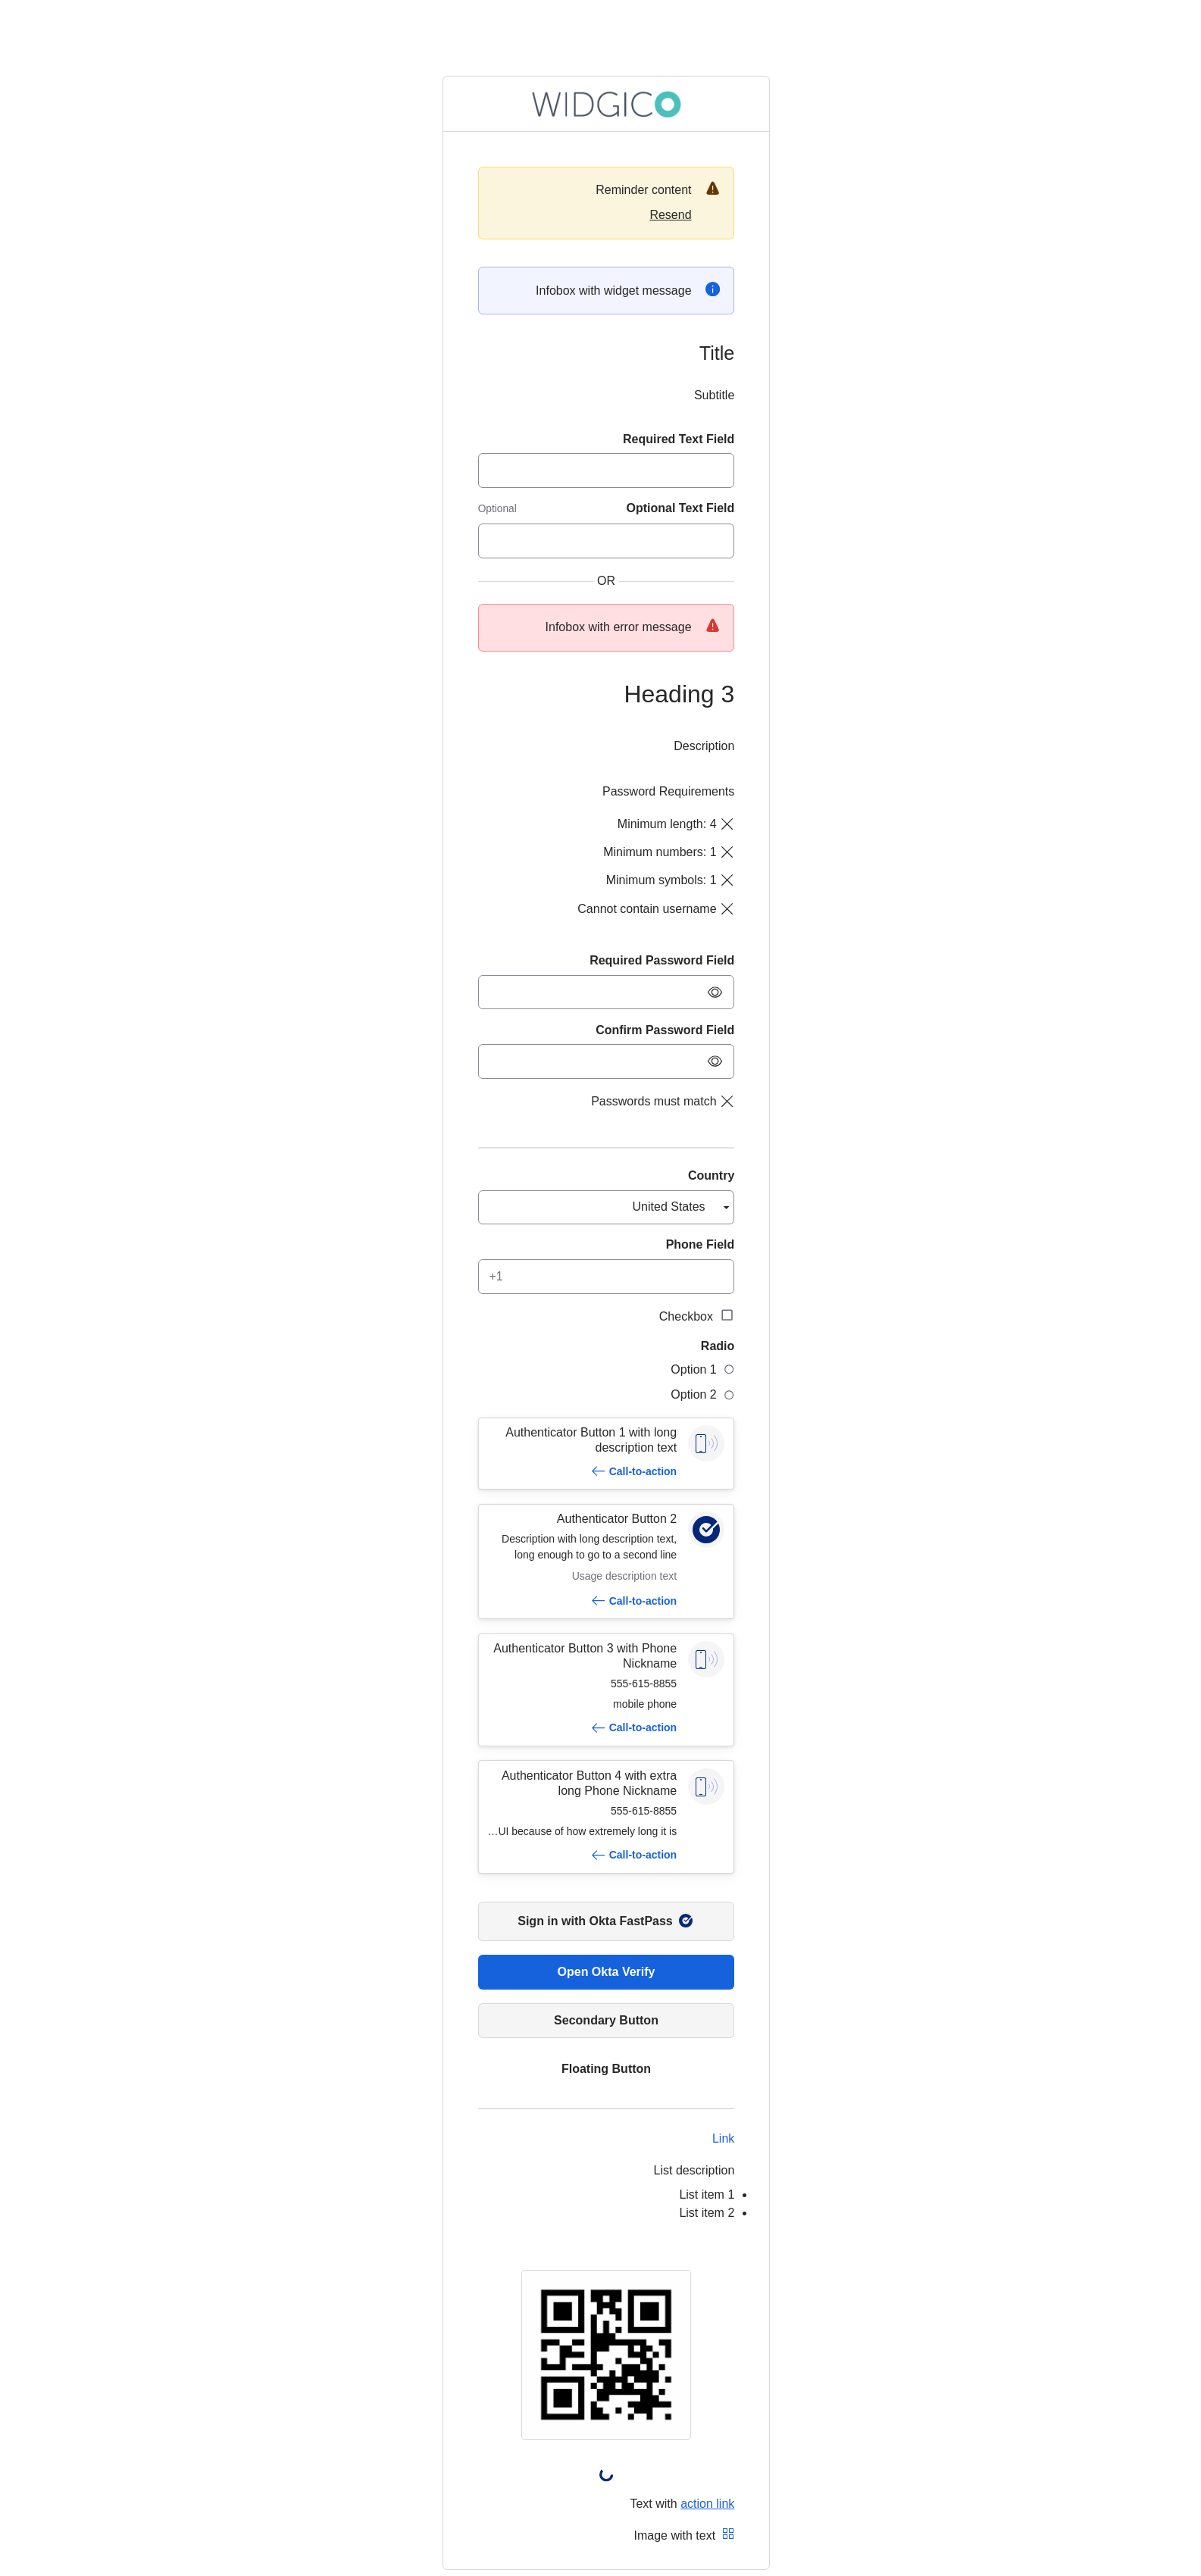 WIDGICO
Reminder content
Resend
Infobox with widget message
Title
Subtitle
Required Text Field
Optional Text Field
Optional
OR
Infobox with error message
Heading 3
Description
Password Requirements
Minimum length: 4
Minimum numbers: 1
Minimum symbols: 1
Cannot contain username
Required Password Field
Confirm Password Field
Passwords must match
Country
United States
Phone Field
+1
Checkbox
Radio
Option 1
Option 2
Authenticator Button 1 with long
description text
Call-to-action
Authenticator Button 2
Description with long description text,
long enough to go to a second line
Usage description text
Call-to-action
Authenticator Button 3 with Phone
Nickname
555-615-8855
mobile phone
Call-to-action
Authenticator Button 4 with extra
long Phone Nickname
555-615-8855
…UI because of how extremely long it is
Call-to-action
Sign in with Okta FastPass
Open Okta Verify
Secondary Button
Floating Button
Link
List description
List item 1
List item 2
Text with action link
Image with text